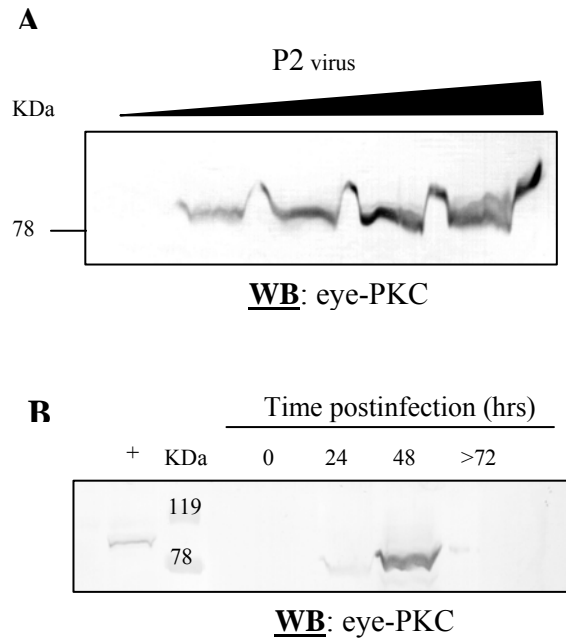 A
P2 virus
KDa
78
WB: eye-PKC
B
Time postinfection (hrs)
+ KDa 0 24 48 >72
119
78
WB: eye-PKC